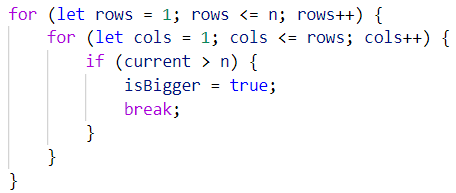 for (let rows = 1; rows <= n; rows++) {
    for (let cols = 1; cols <= rows; cols++) {
        if (current > n) {
            isBigger = true;
            break;
        }
    }
}